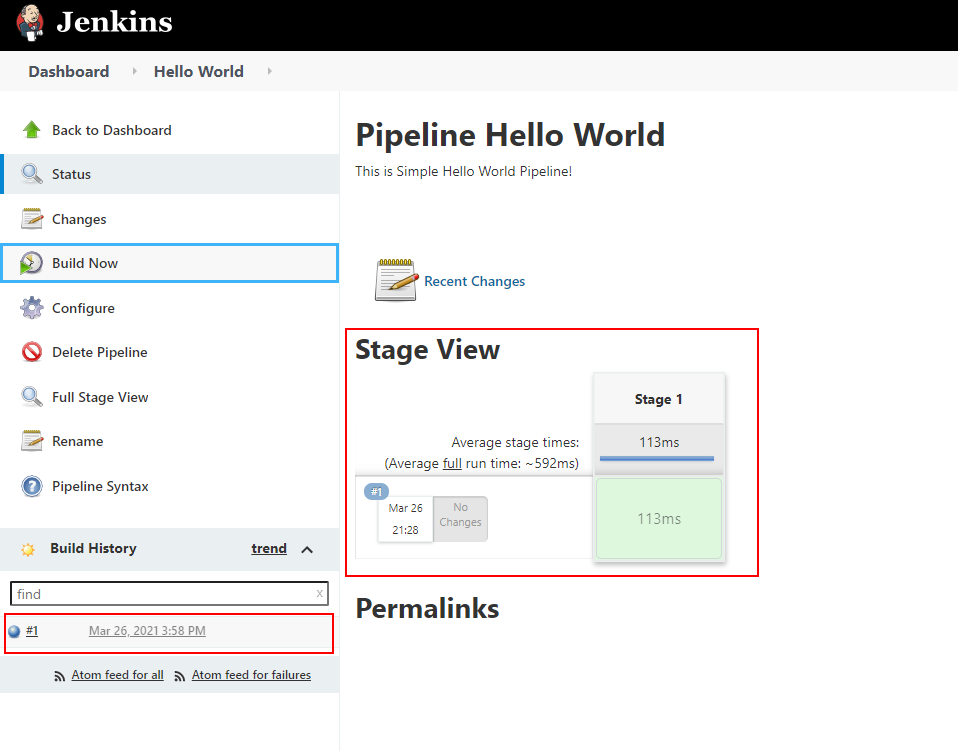 Jenkins
Dashboard Hello World
Back to Dashboard
Status
Changes
Build Now
Configure
Delete Pipeline
Full Stage View
Rename
Pipeline Syntax
Build History trend
find x
#1 Mar 26, 2021 3:58 PM
Atom feed for all Atom feed for failures
Pipeline Hello World
This is Simple Hello World Pipeline!
Recent Changes
Stage View
Stage 1
Average stage times:
(Average full run time: ~592ms)
113ms
#1
Mar 26
21:28
No
Changes
113ms
Permalinks